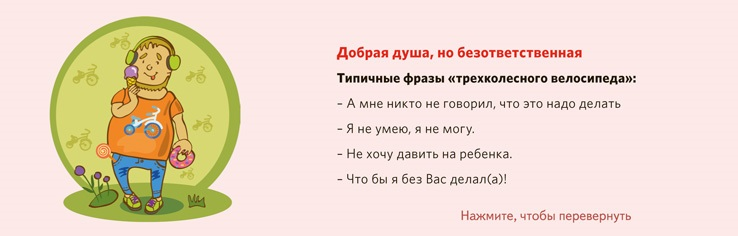 Добрая душа, но безответственная
Типичные фразы «трехколесного велосипеда»:
– А мне никто не говорил, что это надо делать
– Я не умею, я не могу.
– Не хочу давить на ребенка.
– Что бы я без Вас делал(а)!
Нажмите, чтобы перевернуть